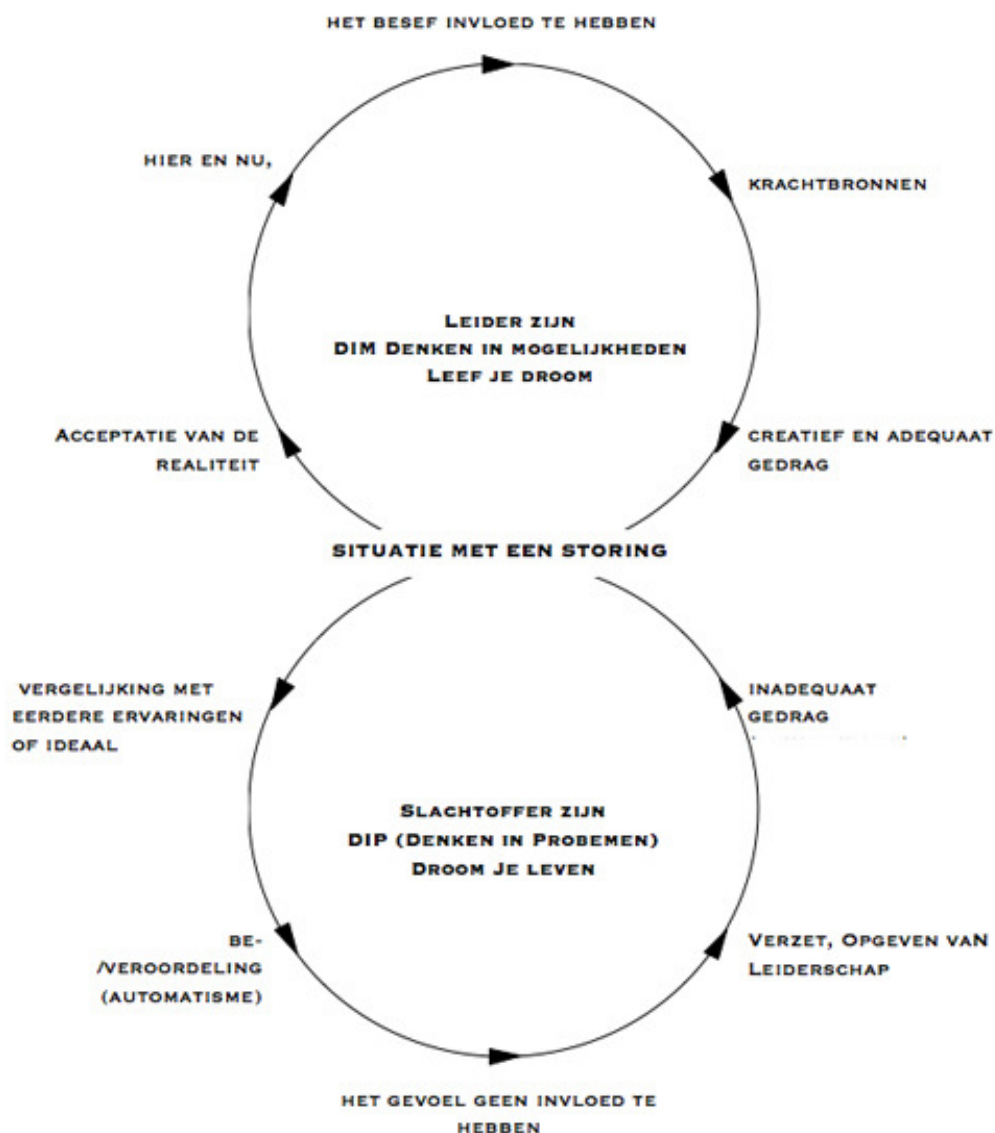 HET BESEF INVLOED TE HEBBEN
HIER EN NU,
KRACHTBRONNEN
LEIDER ZIJN
DIM DENKEN IN MOGELIJKHEDEN
LEEF JE DROOM
ACCEPTATIE VAN DE
REALITEIT
CREATIEF EN ADEQUAAT
GEDRAG
SITUATIE MET EEN STORING
VERGELIJKING MET
EERDERE ERVARINGEN
OF IDEAAL
INADEQUAAT
GEDRAG
SLACHTOFFER ZIJN
DIP (DENKEN IN PROBEMEN)
DROOM JE LEVEN
BE-
/VEROORDELING
(AUTOMATISME)
VERZET, OPGEVEN VAN
LEIDERSCHAP
HET GEVOEL GEEN INVLOED TE
HEBBEN